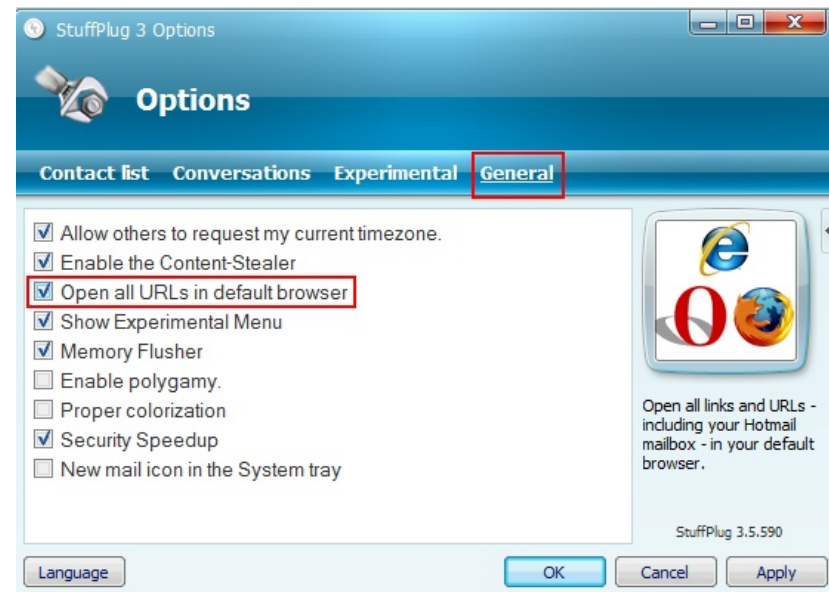 StuffPlug 3 Options
Options
Contact list Conversations Experimental General
Allow others to request my current timezone.
Enable the Content-Stealer
Open all URLs in default browser
Show Experimental Menu
Memory Flusher
Enable polygamy.
Proper colorization
Security Speedup
New mail icon in the System tray
Open all links and URLs -
including your Hotmail
mailbox - in your default
browser.
StuffPlug 3.5.590
Language OK Cancel Apply